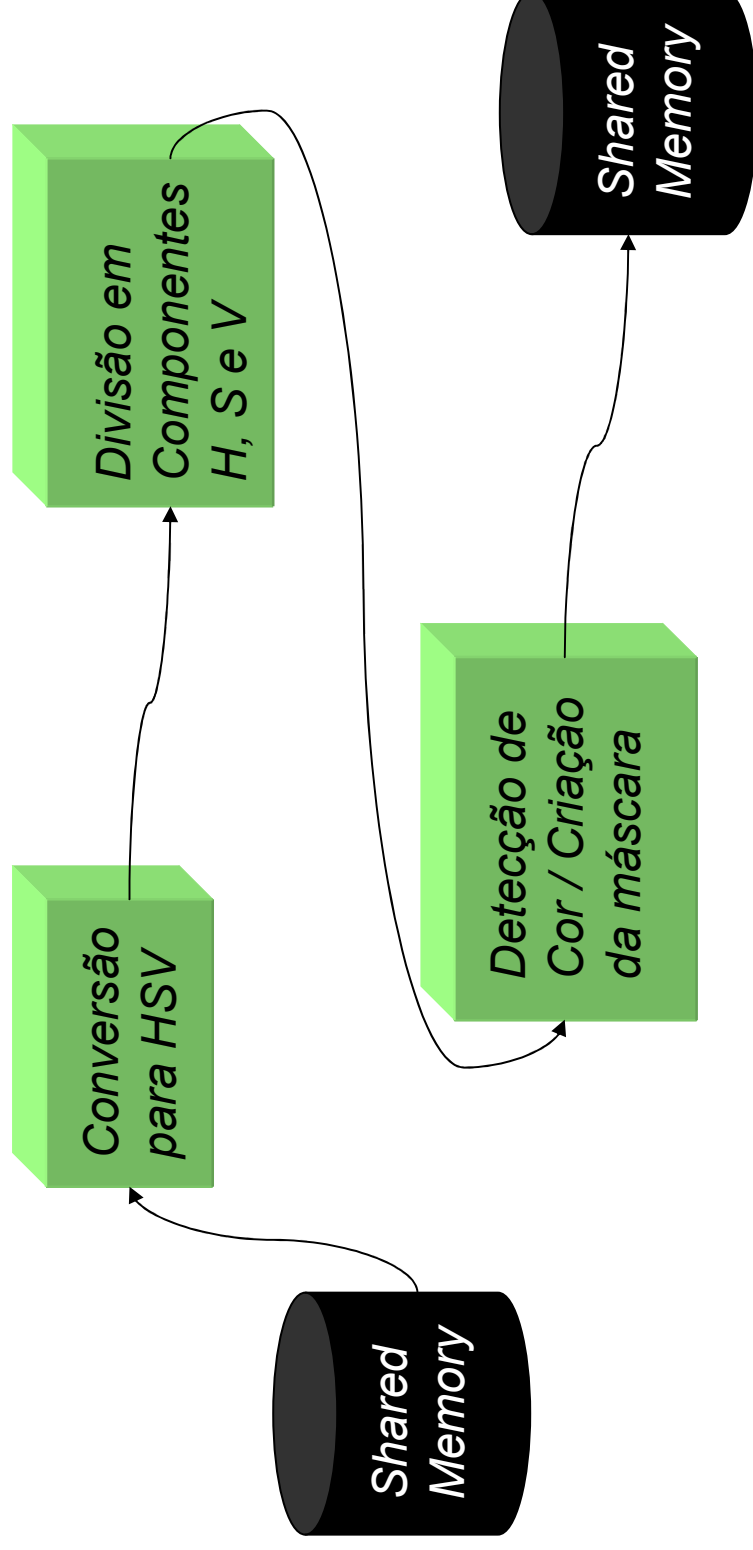 Shared
Memory
Conversão
para HSV
Divisão em
Componentes
H, S e V
Detecção de
Cor / Criação
da máscara
Shared
Memory